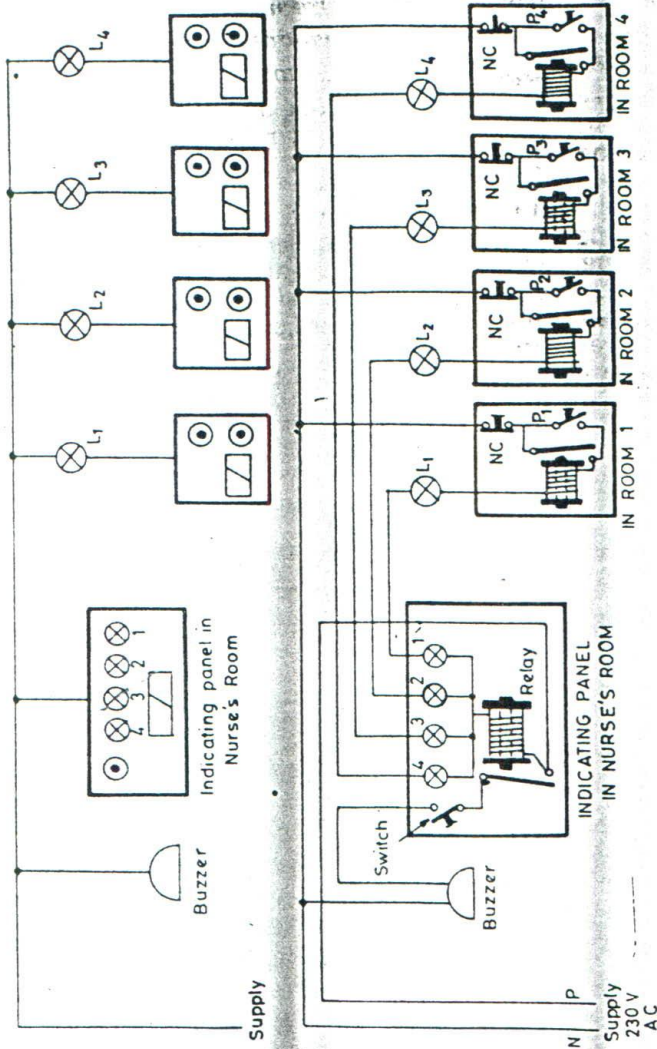 L1
L2
L3
L4
4 3 2 1
Indicating panel in
Nurse's Room
Buzzer
Supply
L1
L2
L3
L4
NC
P1
NC
P2
NC
P3
NC
P4
IN ROOM 1
IN ROOM 2
IN ROOM 3
IN ROOM 4
4 3 2 1
Relay
Switch
INDICATING PANEL
IN NURSE'S ROOM
Buzzer
N P
Supply
230 V
AC